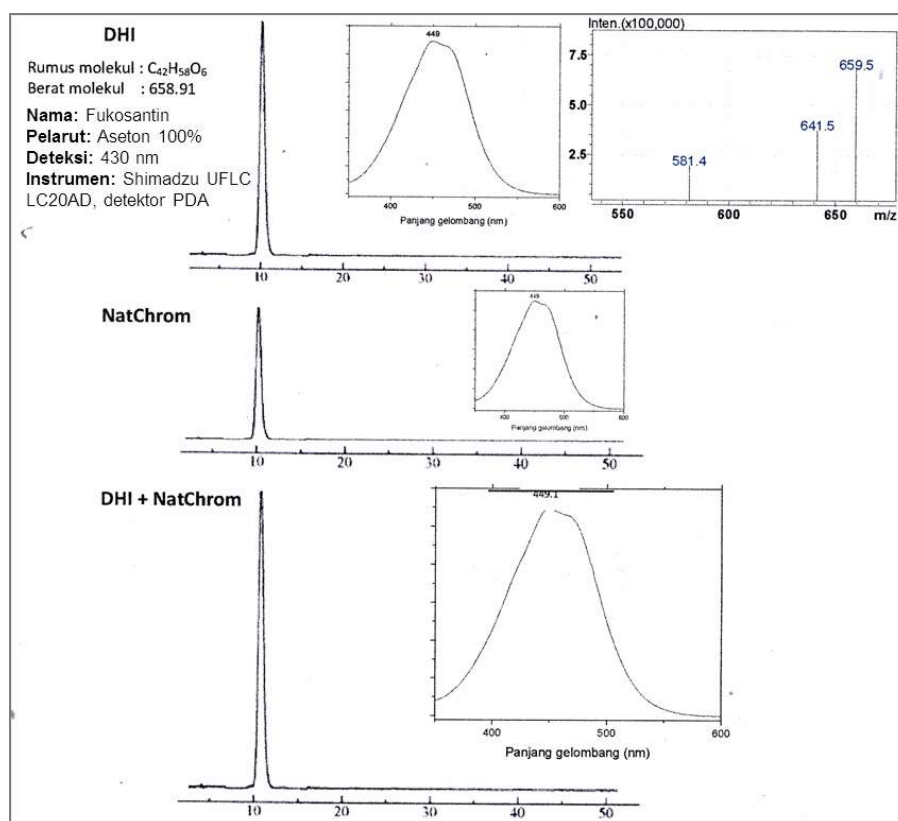 DHI
Rumus molekul : C₄₂H₅₈O₆
Berat molekul : 658.91
Nama: Fukosantin
Pelarut: Aseton 100%
Deteksi: 430 nm
Instrumen: Shimadzu UFLC
LC20AD, detektor PDA
449
400 500 600
Panjang gelombang (nm)
Inten.(x100,000)
7.5
5.0
2.5
659.5
641.5
581.4
550 600 650 m/z
10 20 30 40 50
NatChrom
449
400 500 600
Panjang gelombang (nm)
10 20 30 40 50
DHI + NatChrom
449.1
400 500 600
Panjang gelombang (nm)
10 20 30 40 50